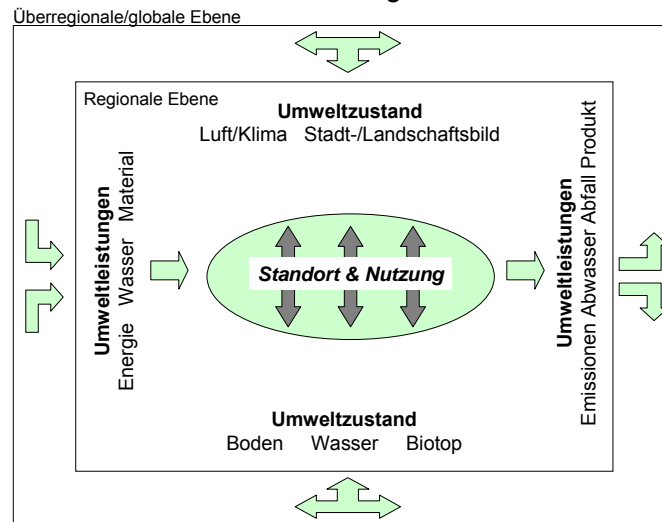 Überregionale/globale Ebene
Regionale Ebene
Umweltzustand
Luft/Klima Stadt-/Landschaftsbild
Umweltleistungen
Energie Wasser Material
Standort & Nutzung
Umweltleistungen
Emissionen Abwasser Abfall Produkt
Umweltzustand
Boden Wasser Biotop